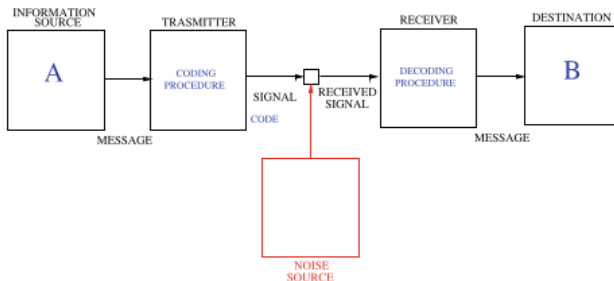 INFORMATION
SOURCE
TRASMITTER
RECEIVER
DESTINATION
A
CODING
PROCEDURE
DECODING
PROCEDURE
B
SIGNAL
RECEIVED
SIGNAL
CODE
MESSAGE
MESSAGE
NOISE
SOURCE